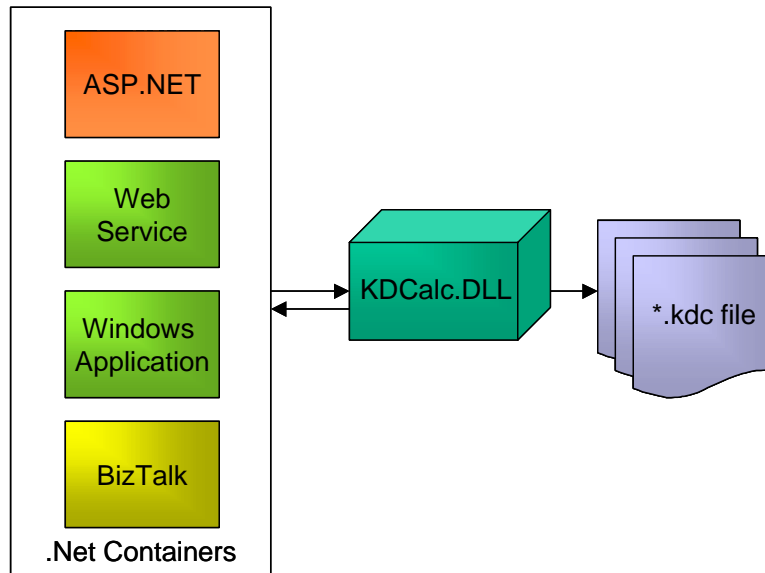 ASP.NET
Web
Service
Windows
Application
BizTalk
.Net Containers
KDCalc.DLL
*.kdc file